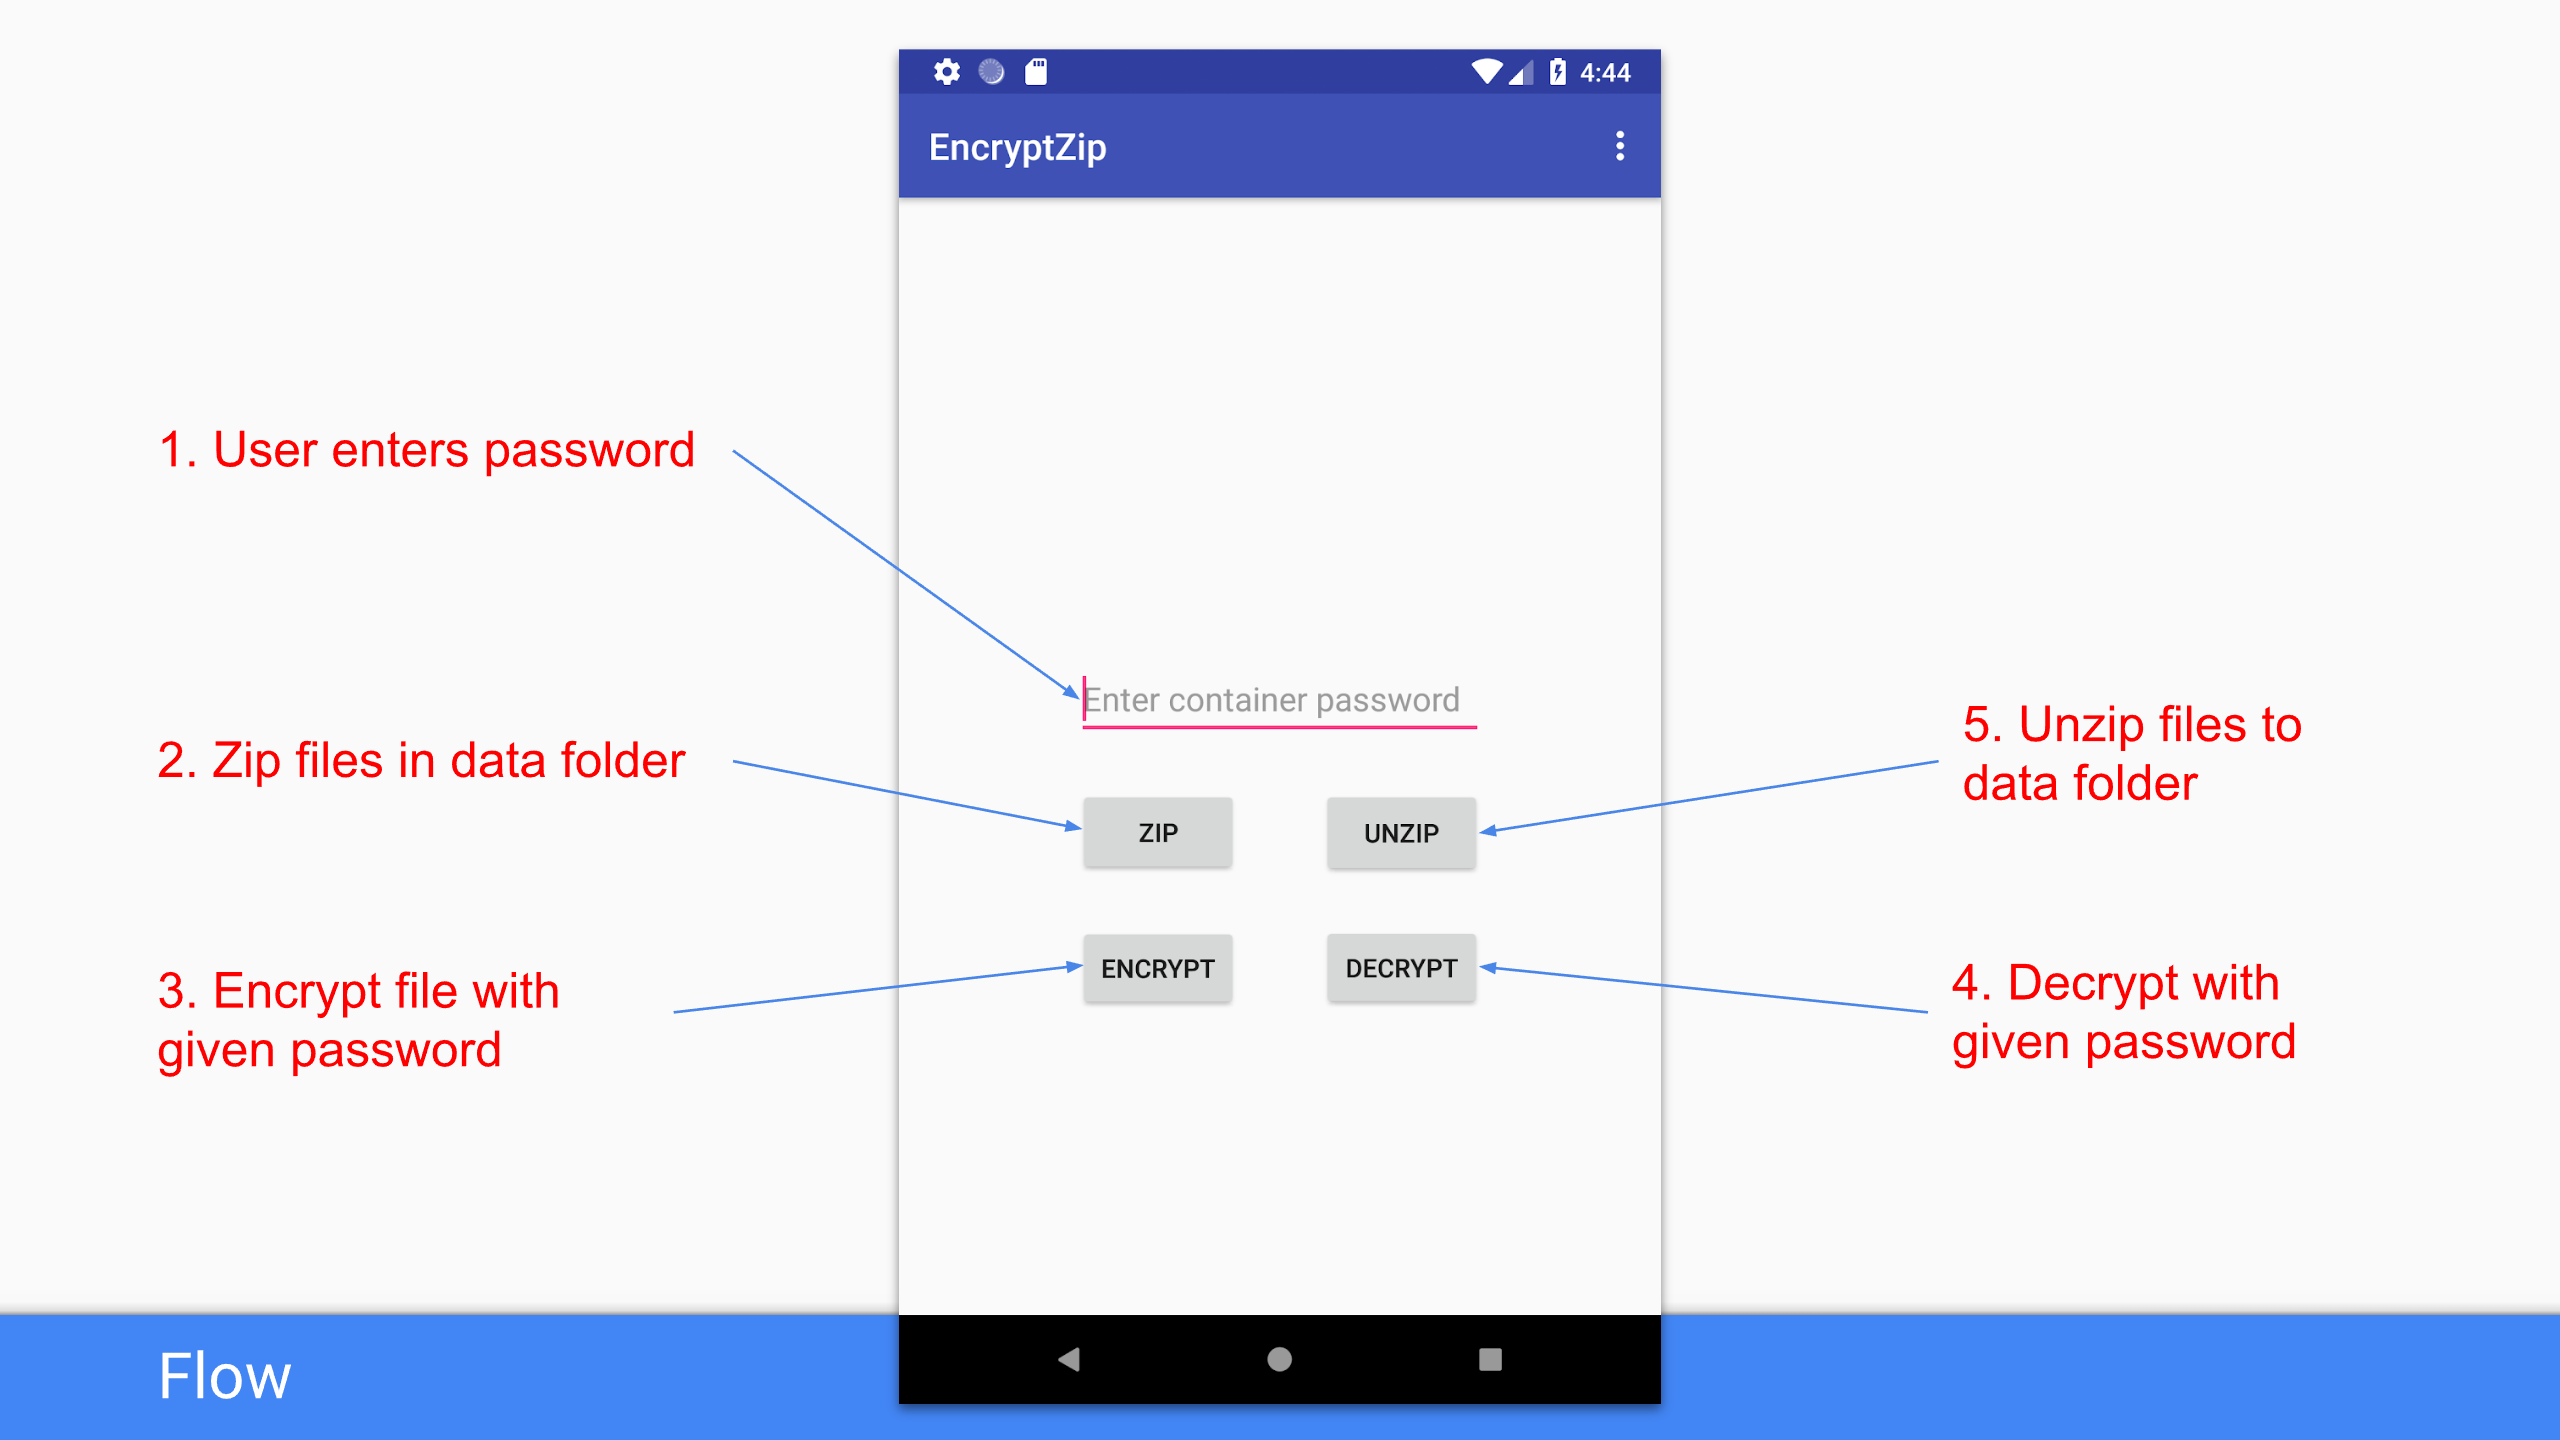 4:44
EncryptZip
1. User enters password
Enter container password
2. Zip files in data folder
5. Unzip files to
data folder
ZIP
UNZIP
ENCRYPT
DECRYPT
3. Encrypt file with
given password
4. Decrypt with
given password
Flow